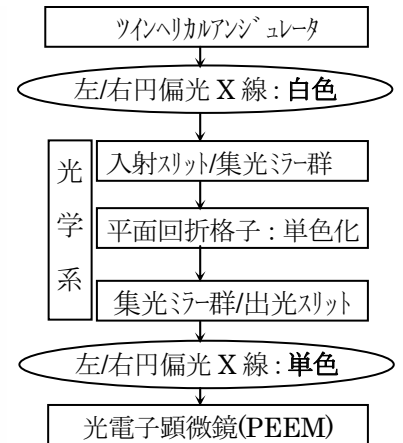 ﾂｲﾝﾍﾘｶﾙｱﾝｼﾞｭﾚｰﾀ
左/右円偏光 X 線 : 白色
光学系
入射ｽﾘｯﾄ/集光ﾐﾗｰ群
平面回折格子 : 単色化
集光ﾐﾗｰ群/出光ｽﾘｯﾄ
左/右円偏光 X 線 : 単色
光電子顕微鏡(PEEM)